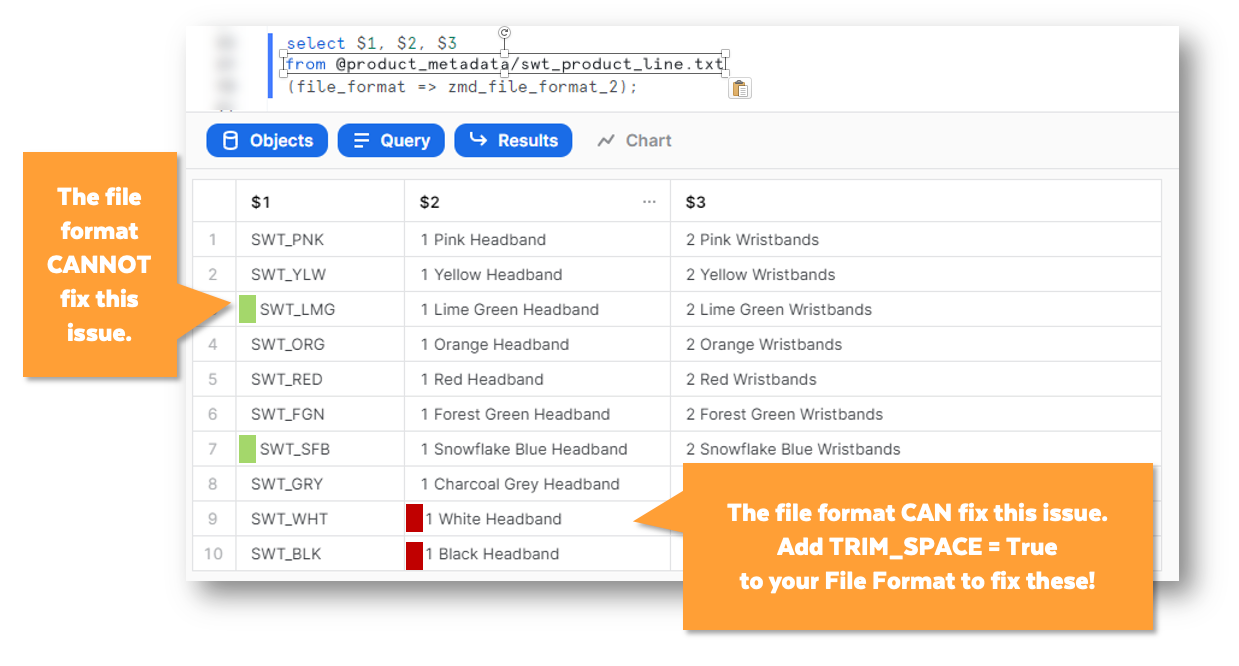 select $1, $2, $3
from @product_metadata/swt_product_line.txt
(file_format => zmd_file_format_2);
Objects Query Results Chart
The file
format
CANNOT
fix this
issue.
$1 $2 ... $3
1 SWT_PNK 1 Pink Headband 2 Pink Wristbands
2 SWT_YLW 1 Yellow Headband 2 Yellow Wristbands
SWT_LMG 1 Lime Green Headband 2 Lime Green Wristbands
4 SWT_ORG 1 Orange Headband 2 Orange Wristbands
5 SWT_RED 1 Red Headband 2 Red Wristbands
6 SWT_FGN 1 Forest Green Headband 2 Forest Green Wristbands
7 SWT_SFB 1 Snowflake Blue Headband 2 Snowflake Blue Wristbands
8 SWT_GRY 1 Charcoal Grey Headband
9 SWT_WHT 1 White Headband
10 SWT_BLK 1 Black Headband
The file format CAN fix this issue.
Add TRIM_SPACE = True
to your File Format to fix these!